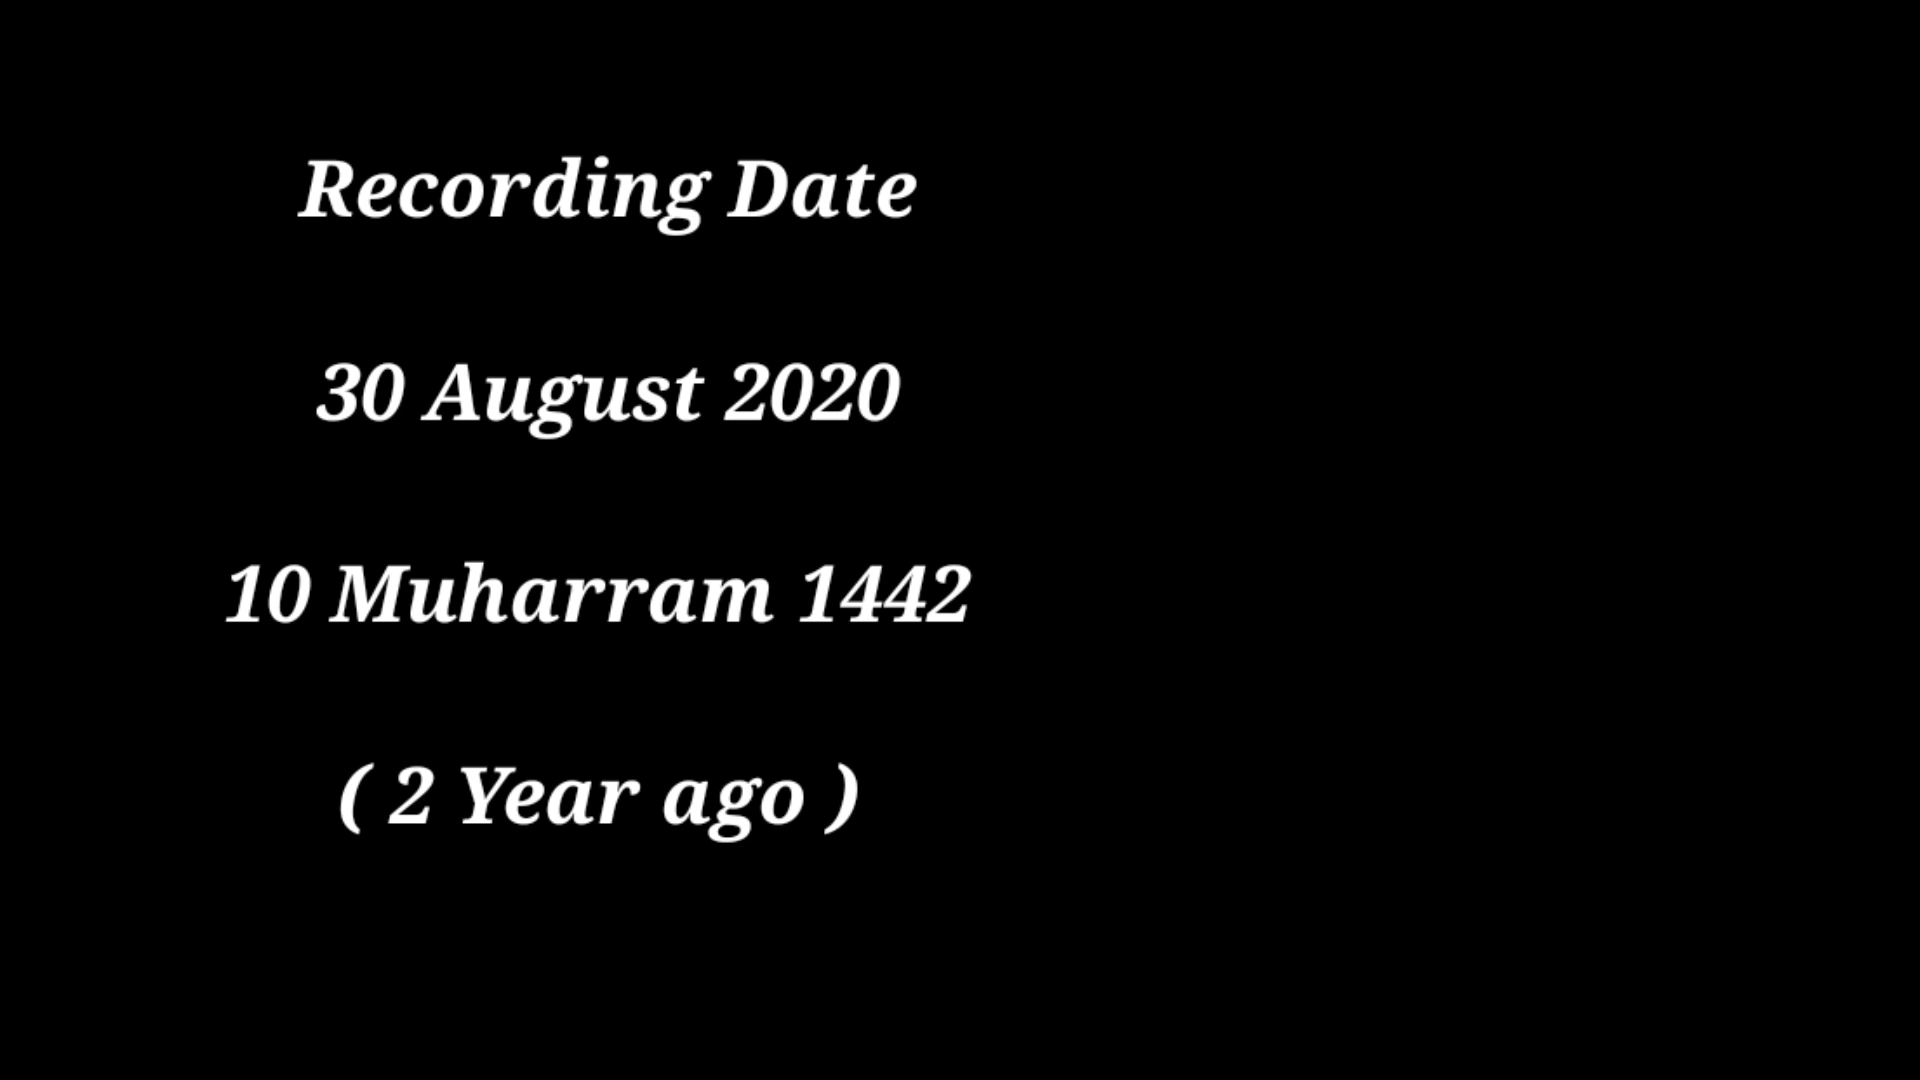 Recording Date
30 August 2020
10 Muharram 1442
( 2 Year ago )